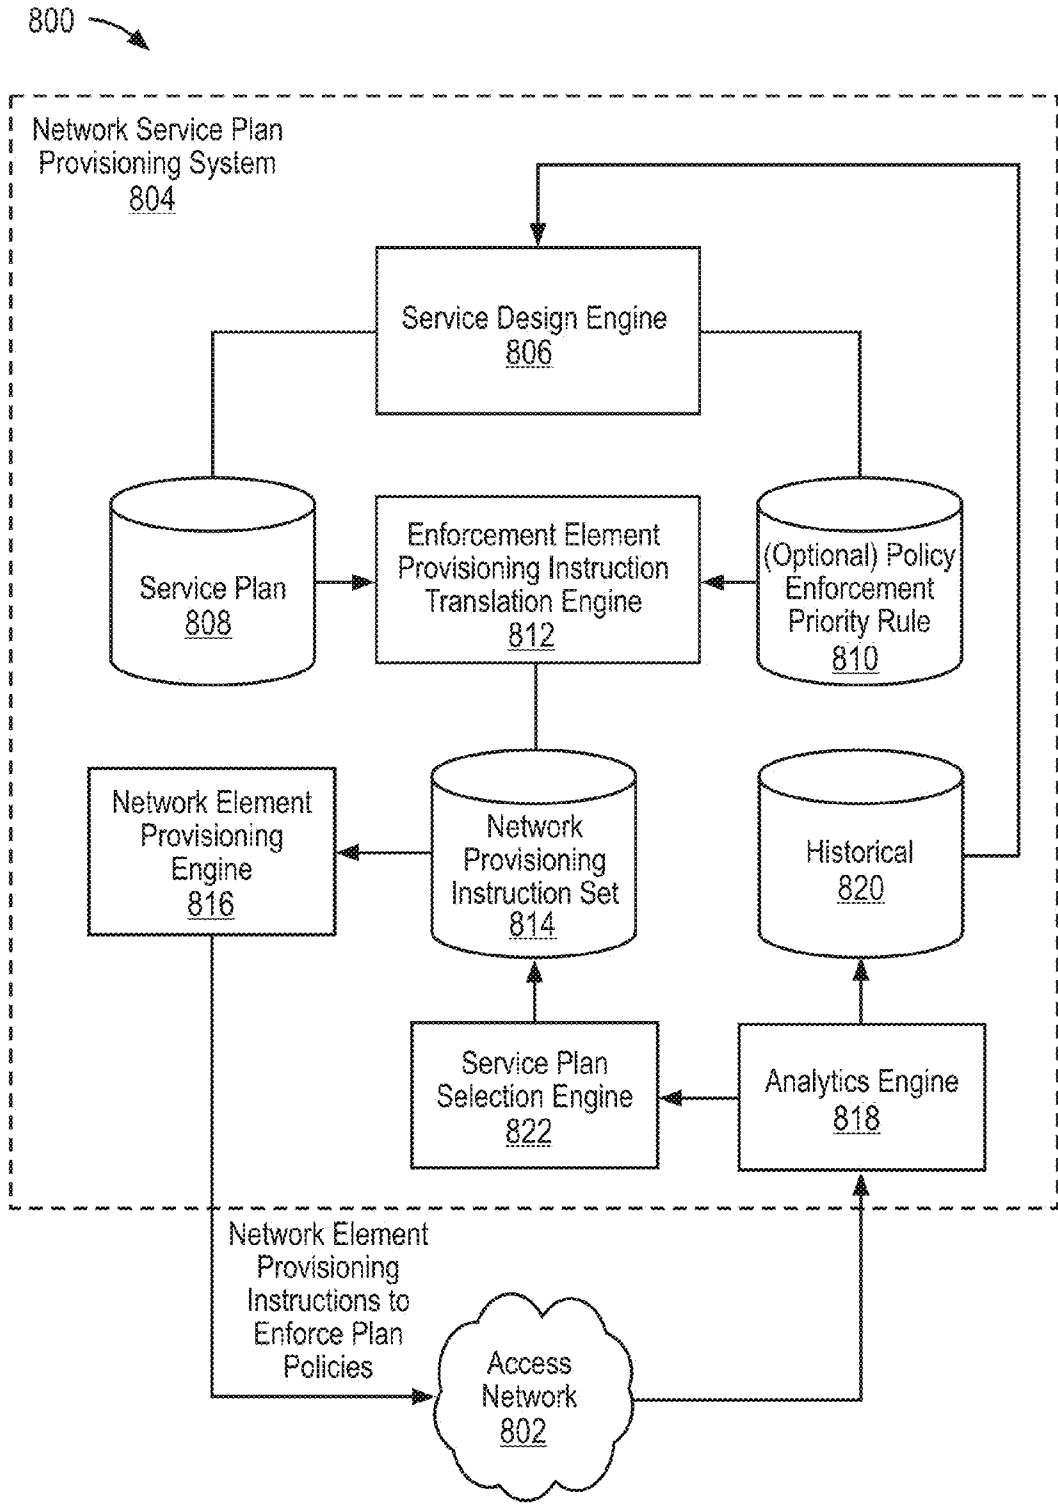 800
Network Service Plan
Provisioning System
804
Service Design Engine
806
Service Plan
808
Enforcement Element
Provisioning Instruction
Translation Engine
812
(Optional) Policy
Enforcement
Priority Rule
810
Network Element
Provisioning
Engine
816
Network
Provisioning
Instruction Set
814
Historical
820
Service Plan
Selection Engine
822
Analytics Engine
818
Network Element
Provisioning
Instructions to
Enforce Plan
Policies
Access
Network
802